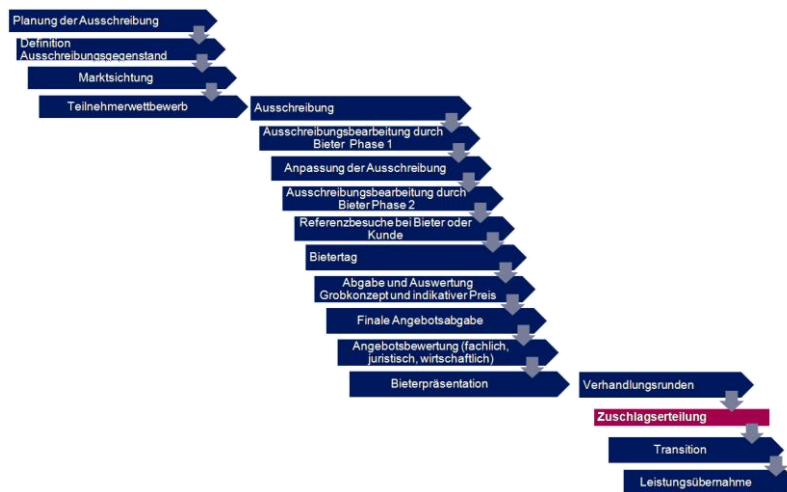 Planung der Ausschreibung
Definition
Ausschreibungsgegenstand
Marktsichtung
Teilnehmerwettbewerb
Ausschreibung
Ausschreibungsbearbeitung durch
Bieter Phase 1
Anpassung der Ausschreibung
Ausschreibungsbearbeitung durch
Bieter Phase 2
Referenzbesuche bei Bieter oder
Kunde
Bietertag
Abgabe und Auswertung
Grobkonzept und indikativer Preis
Finale Angebotsabgabe
Angebotsbewertung (fachlich,
juristisch, wirtschaftlich)
Bieterpräsentation
Verhandlungsrunden
Zuschlagserteilung
Transition
Leistungsübernahme